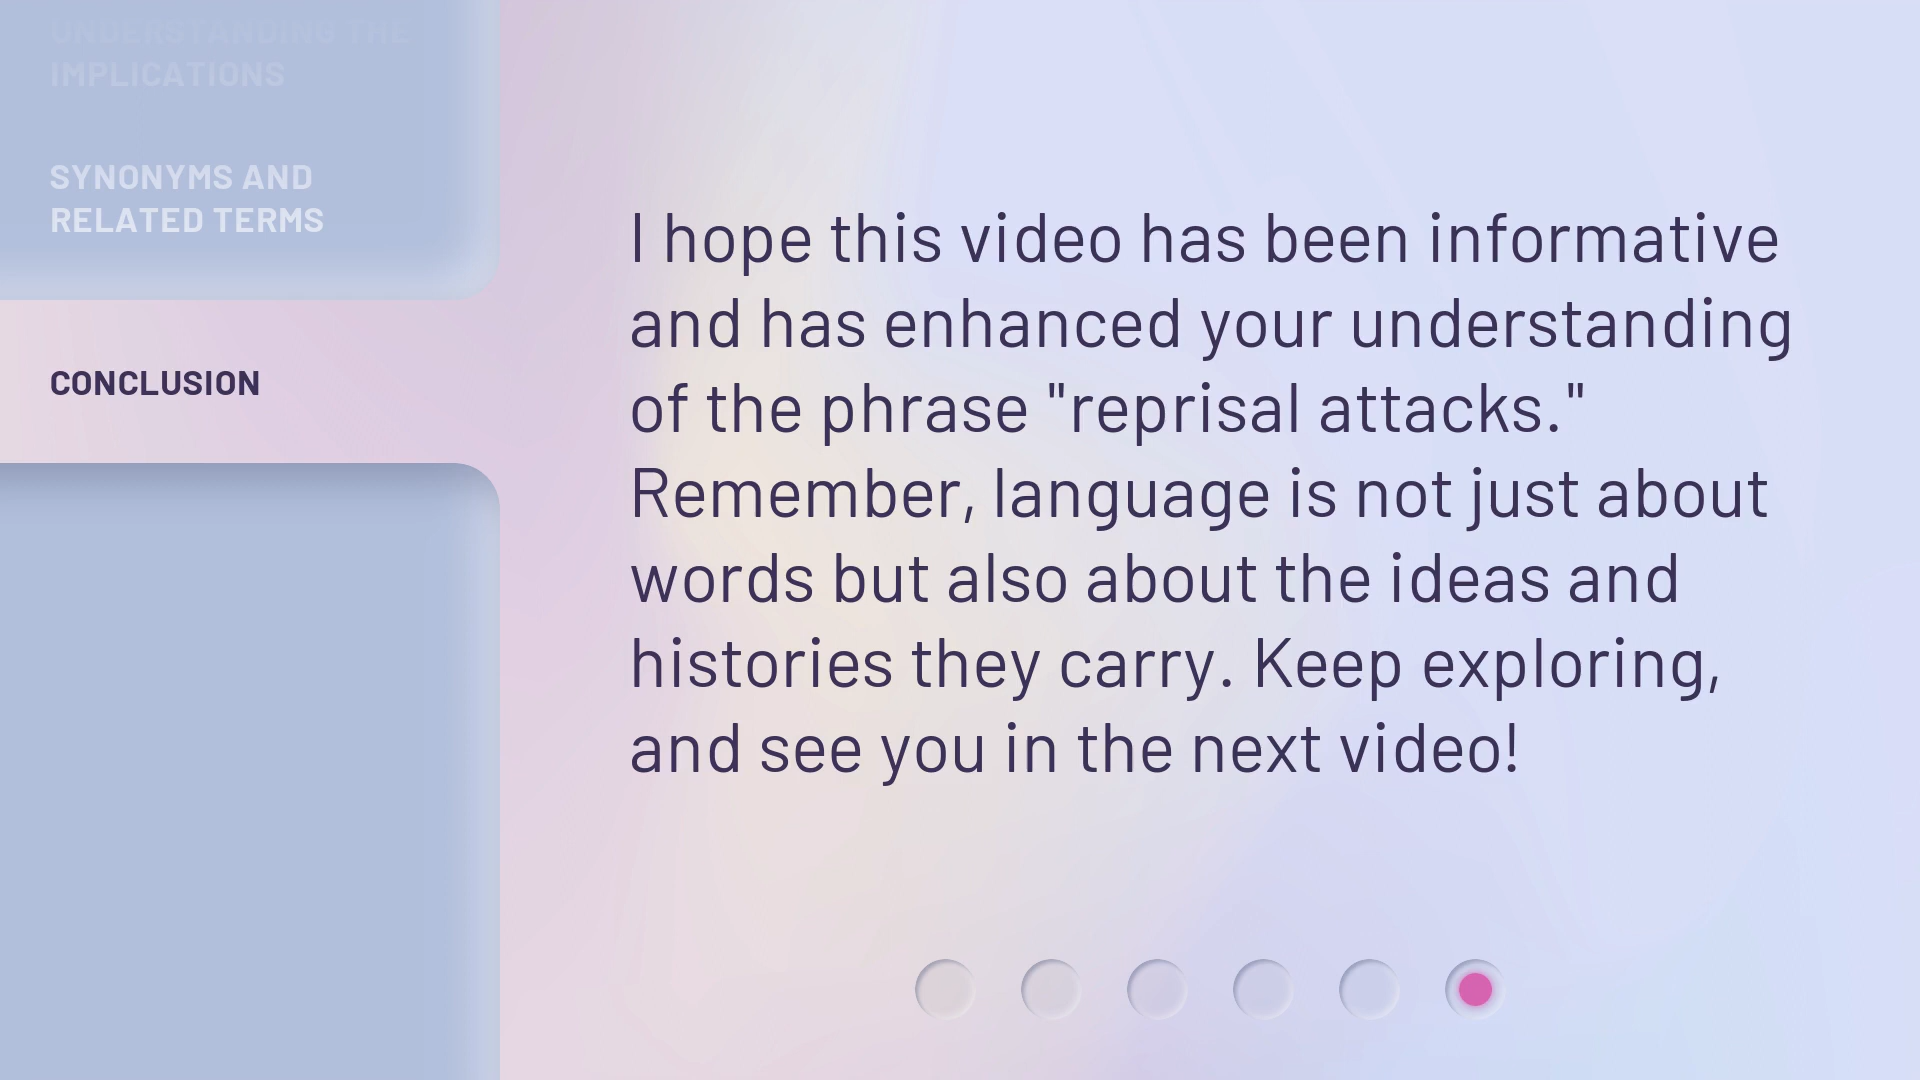 UNDERSTANDING THE
IMPLICATIONS
SYNONYMS AND
RELATED TERMS
CONCLUSION
I hope this video has been informative
and has enhanced your understanding
of the phrase "reprisal attacks."
Remember, language is not just about
words but also about the ideas and
histories they carry. Keep exploring,
and see you in the next video!